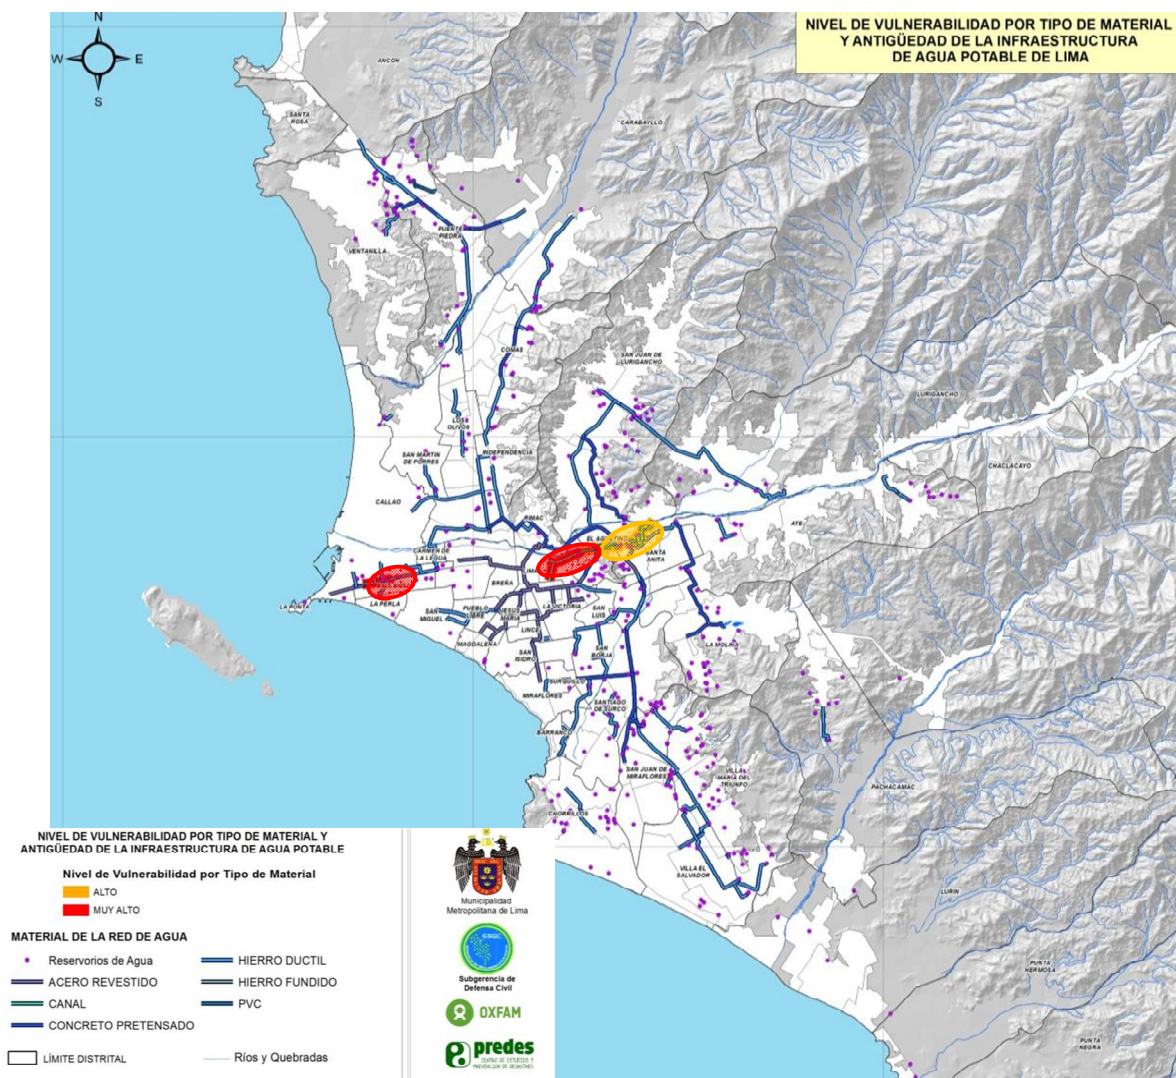 NIVEL DE VULNERABILIDAD POR TIPO DE MATERIAL
Y ANTIGÜEDAD DE LA INFRAESTRUCTURA
DE AGUA POTABLE DE LIMA
N
W
E
S
ANCON
SANTA
ROSA
CARABAYLLO
PUENTE
PIEDRA
VENTANILLA
COMAS
SAN JUAN DE
LURIGANCHO
LURIGANCHO
LOS
OLIVOS
CHACLACAYO
INDEPENDENCIA
SAN MARTIN
DE PORRES
CALLAO
RIMAC
ATE
EL AGUSTINO
CARMEN DE
LA LEGUA
SANTA
ANITA
LIMA
BREÑA
LA PUNTA
LA PERLA
SAN
MIGUEL
PUEBLO
LIBRE
JESUS
MARIA
LA VICTORIA
SAN
LUIS
LINCE
MAGDALENA
SAN
ISIDRO
SAN
BORJA
LA MOLINA
SURQUILLO
MIRAFLORES
SANTIAGO
DE SURCO
BARRANCO
SAN JUAN DE
MIRAFLORES
VILLA
MARIA DEL
TRIUNFO
PACHACAMAC
CHORRILLOS
VILLA EL
SALVADOR
LURIN
PUNTA
HERMOSA
PUNTA
NEGRA
NIVEL DE VULNERABILIDAD POR TIPO DE MATERIAL Y
ANTIGÜEDAD DE LA INFRAESTRUCTURA DE AGUA POTABLE
Nivel de Vulnerabilidad por Tipo de Material
ALTO
MUY ALTO
MATERIAL DE LA RED DE AGUA
Reservorios de Agua
ACERO REVESTIDO
CANAL
CONCRETO PRETENSADO
HIERRO DUCTIL
HIERRO FUNDIDO
PVC
LÍMITE DISTRITAL
Ríos y Quebradas
Municipalidad
Metropolitana de Lima
GSGC
Subgerencia de
Defensa Civil
OXFAM
predes
CENTRO DE ESTUDIOS Y
PREVENCIÓN DE DESASTRES